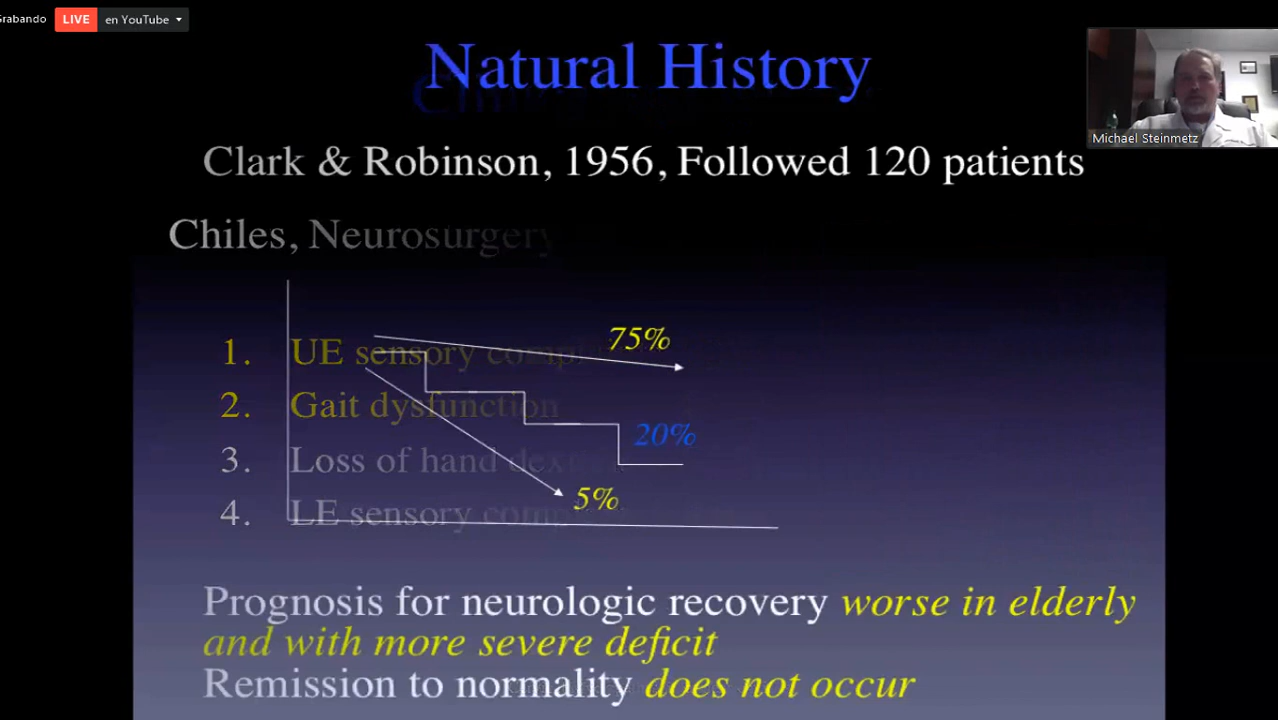 Grabando
LIVE en YouTube
Natural History
Michael Steinmetz
Clark & Robinson, 1956, Followed 120 patients
Chiles, Neurosurgery
75%
1. UE sensory
2. Gait dysfunction
20%
3. Loss of hand
5%
4. LE sensory
Prognosis for neurologic recovery worse in elderly
and with more severe deficit
Remission to normality does not occur